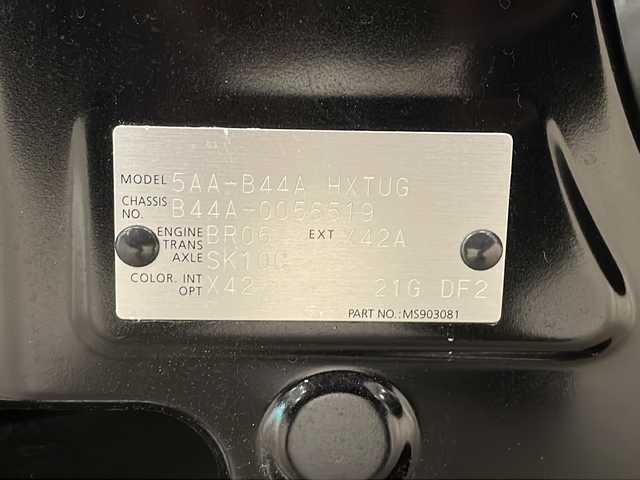 MODEL 5AA-B44A HXTUG
CHASSIS NO. B44A-0056519
ENGINE BR06 EXT X42A
TRANS AXLE SK10C
COLOR. INT X42
OPT 21G DF2
PART NO.:MS903081